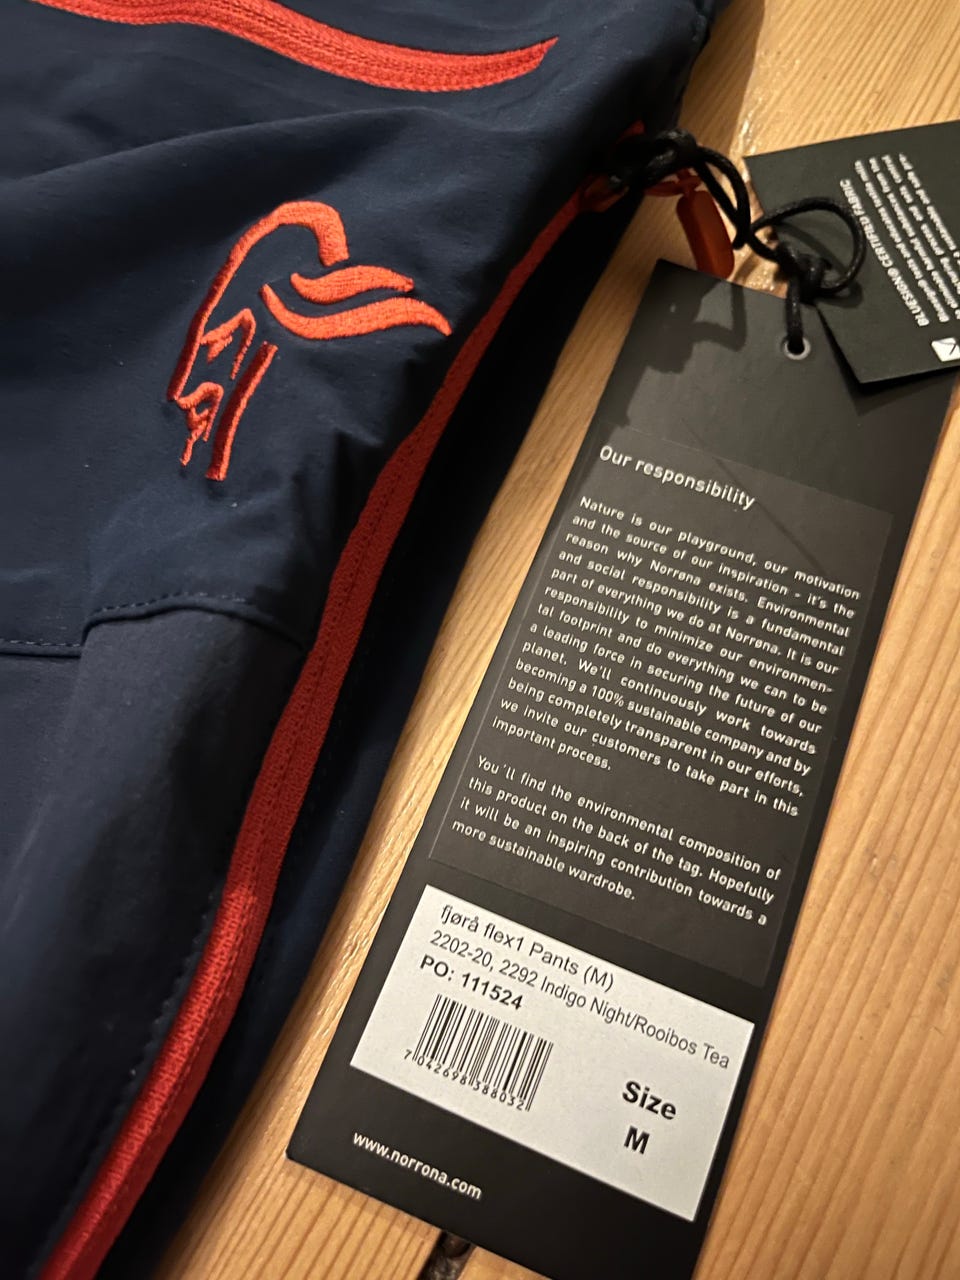 Our responsibility
Nature is our playground, our motivation
and the source of our inspiration - it's the
reason why Norrøna exists. Environmental
and social responsibility is a fundamental
part of everything we do at Norrøna. It is our
responsibility to minimize our environmen-
tal footprint and do everything we can to be
a leading force in securing the future of our
planet. We'll continuously work towards
becoming a 100% sustainable company and by
being completely transparent in our efforts,
we invite our customers to take part in this
important process.
You´ll find the environmental composition of
this product on the back of the tag. Hopefully
it will be an inspiring contribution towards a
more sustainable wardrobe.
fjørå flex1 Pants (M)
2202-20, 2292 Indigo Night/Rooibos Tea
PO: 111524
7 042698 388032
Size
M
www.norrona.com
BLUESIGN® CERTIFIED FABRIC